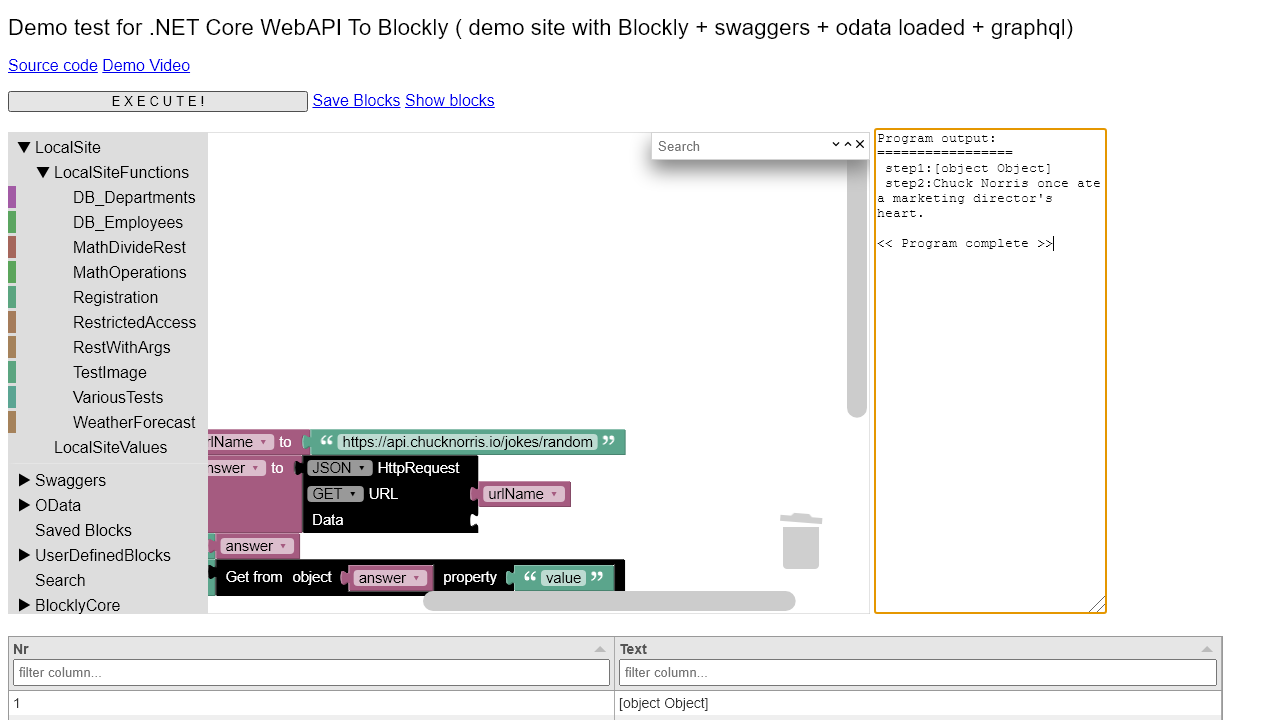 Demo test for .NET Core WebAPI To Blockly ( demo site with Blockly + swaggers + odata loaded + graphql)
Source code Demo Video
E X E C U T E ! Save Blocks Show blocks
LocalSite
LocalSiteFunctions
DB_Departments
DB_Employees
MathDivideRest
MathOperations
Registration
RestrictedAccess
RestWithArgs
TestImage
VariousTests
WeatherForecast
LocalSiteValues
Swaggers
OData
Saved Blocks
UserDefinedBlocks
Search
BlocklyCore
Search
rlName to “ https://api.chucknorris.io/jokes/random ”
nswer to JSON HttpRequest
GET URL urlName
Data
answer
Get from object answer property “ value ”
Program output:
=================
step1:[object Object]
step2:Chuck Norris once ate
a marketing director's
heart.
<< Program complete >>
Nr Text
filter column... filter column...
1 [object Object]